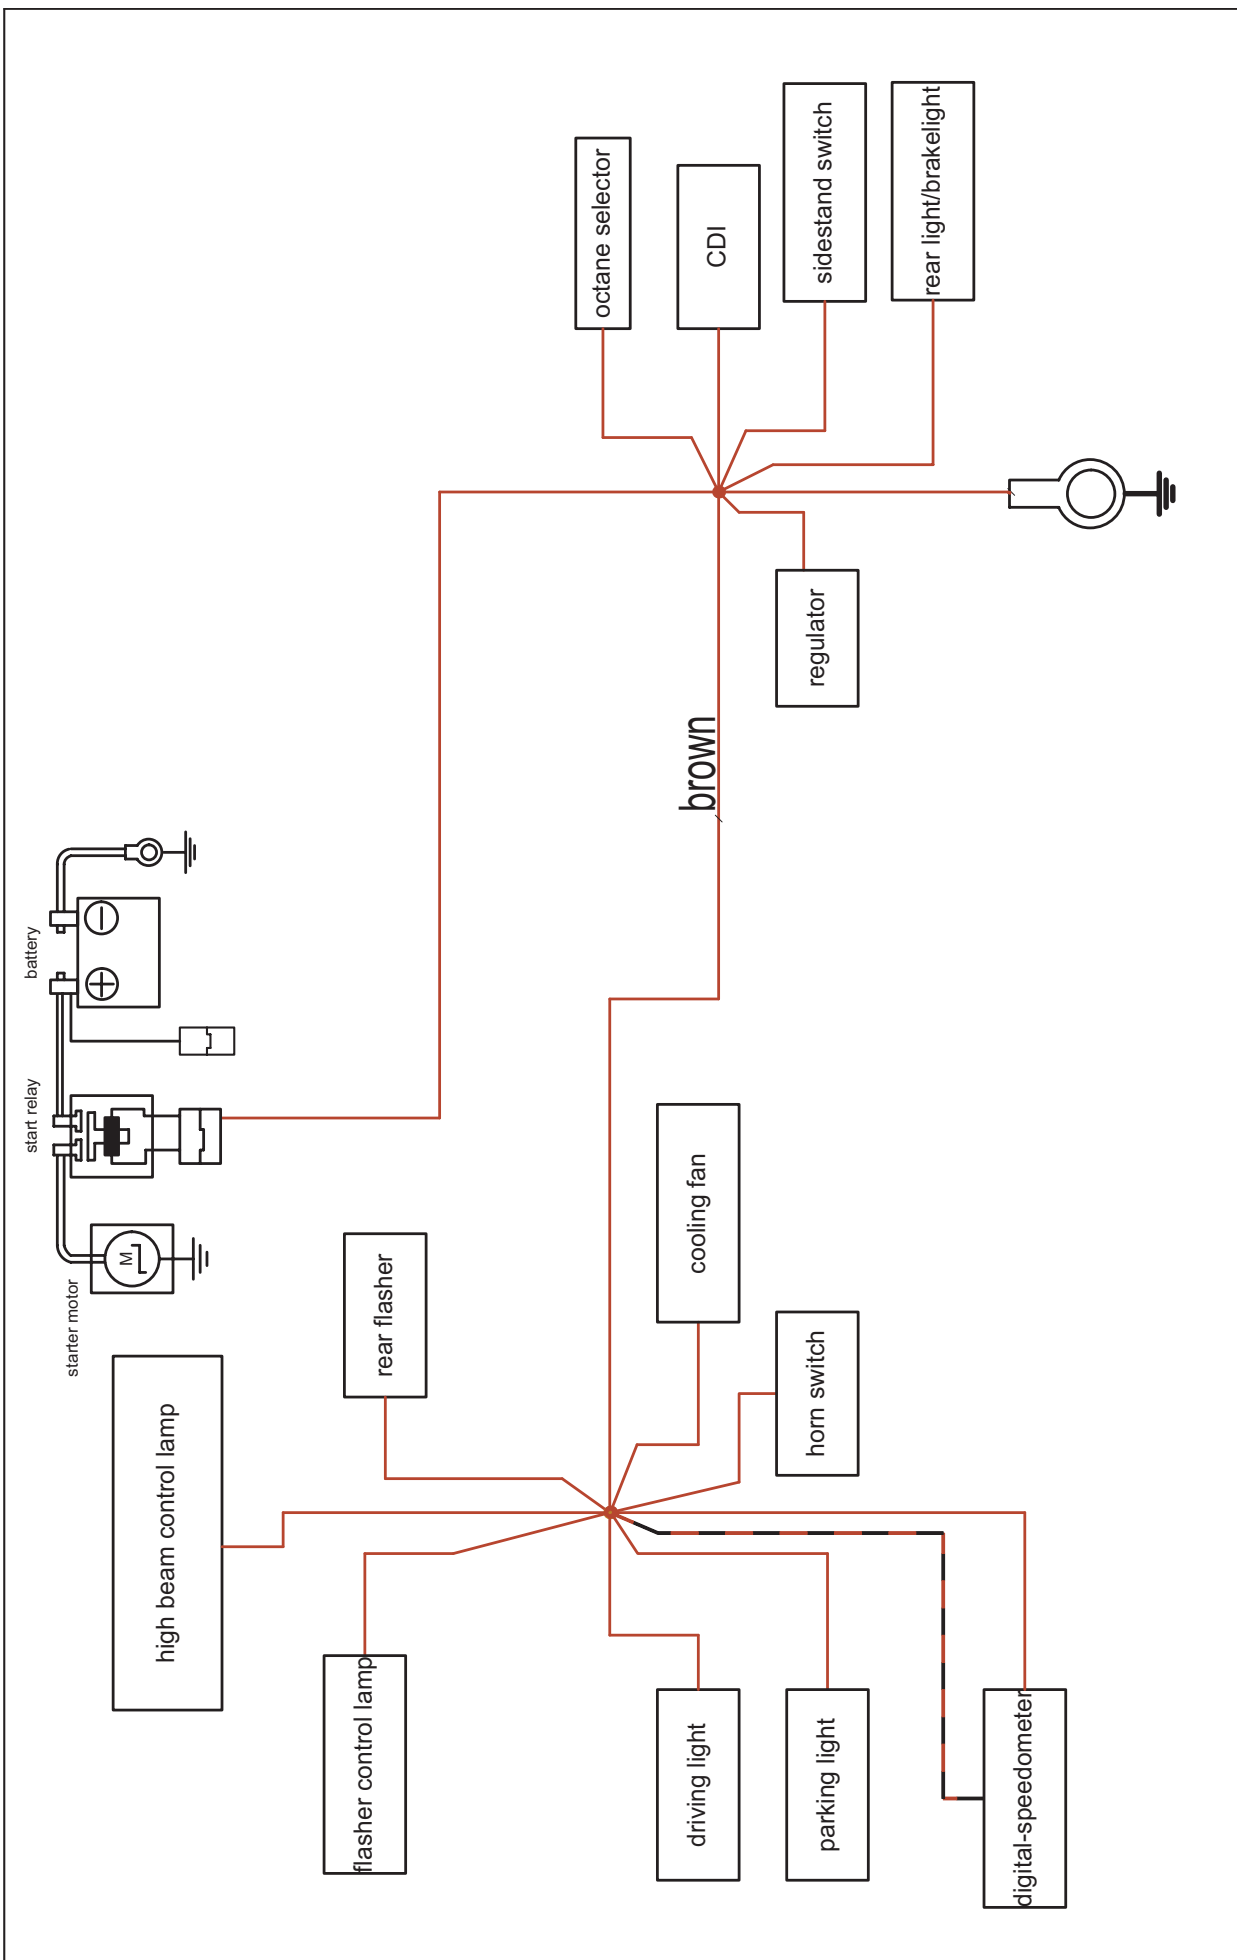 starter motor
start relay
battery
M
high beam control lamp
rear flasher
flasher control lamp
cooling fan
horn switch
driving light
parking light
digital-speedometer
brown
regulator
octane selector
CDI
sidestand switch
rear light/brakelight